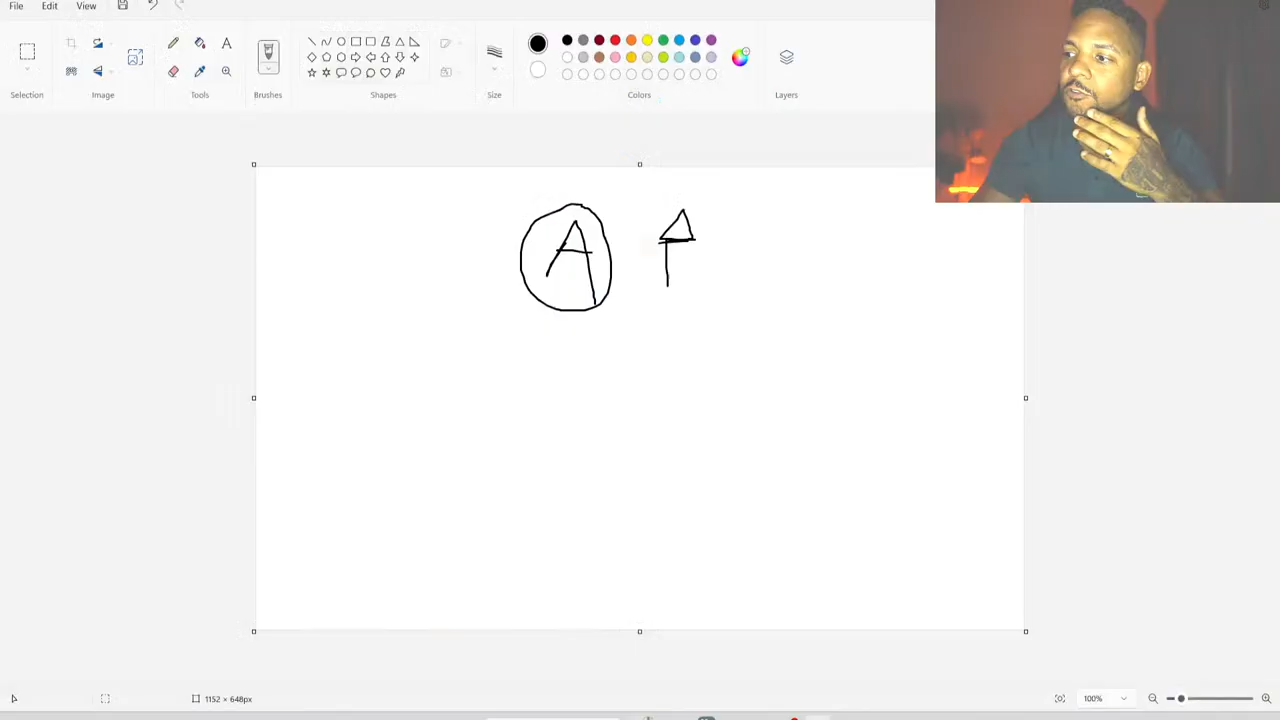 File Edit View
Selection Image Tools Brushes Shapes Size Colors Layers
A
1152 × 648px 100%